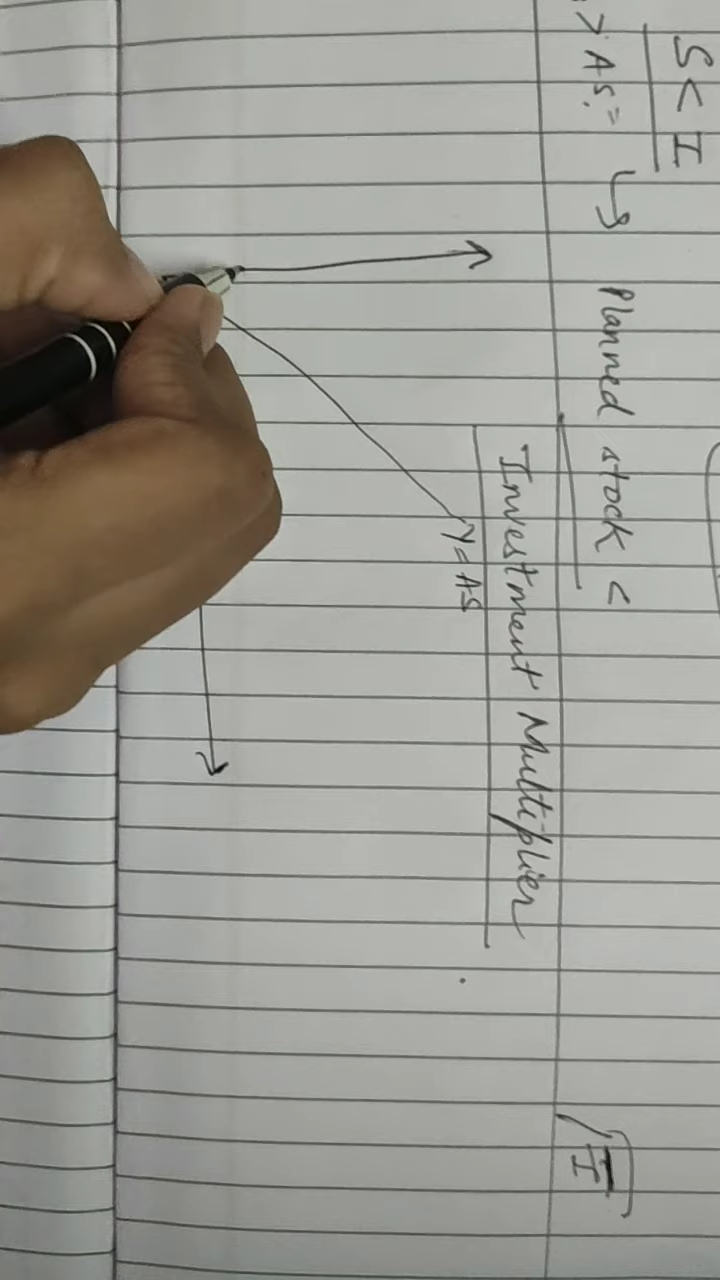 S < I
> AS. = ↳ Planned stock <
I
Investment Multiplier
Y = AS